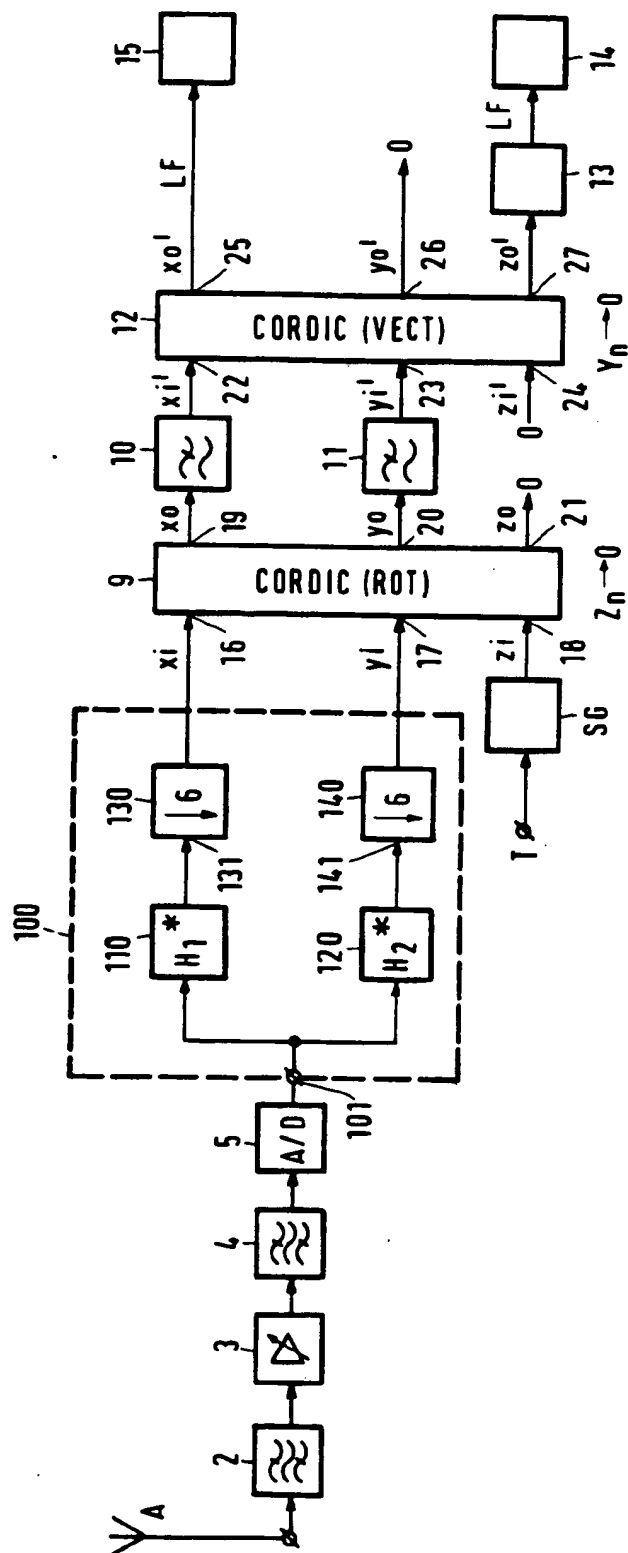 A
2
3
4
5
A/D
101
100
110
H1*
131
130
↓6
120
H2*
141
140
↓6
T
SG
xi
16
yi
17
zi
18
9
CORDIC (ROT)
Zn→0
xo
19
yo
20
zo
21
0
10
11
xi'
22
yi'
23
zi'
24
0
12
CORDIC (VECT)
Yn→0
xo'
25
yo'
26
0
zo'
27
LF
15
13
LF
14